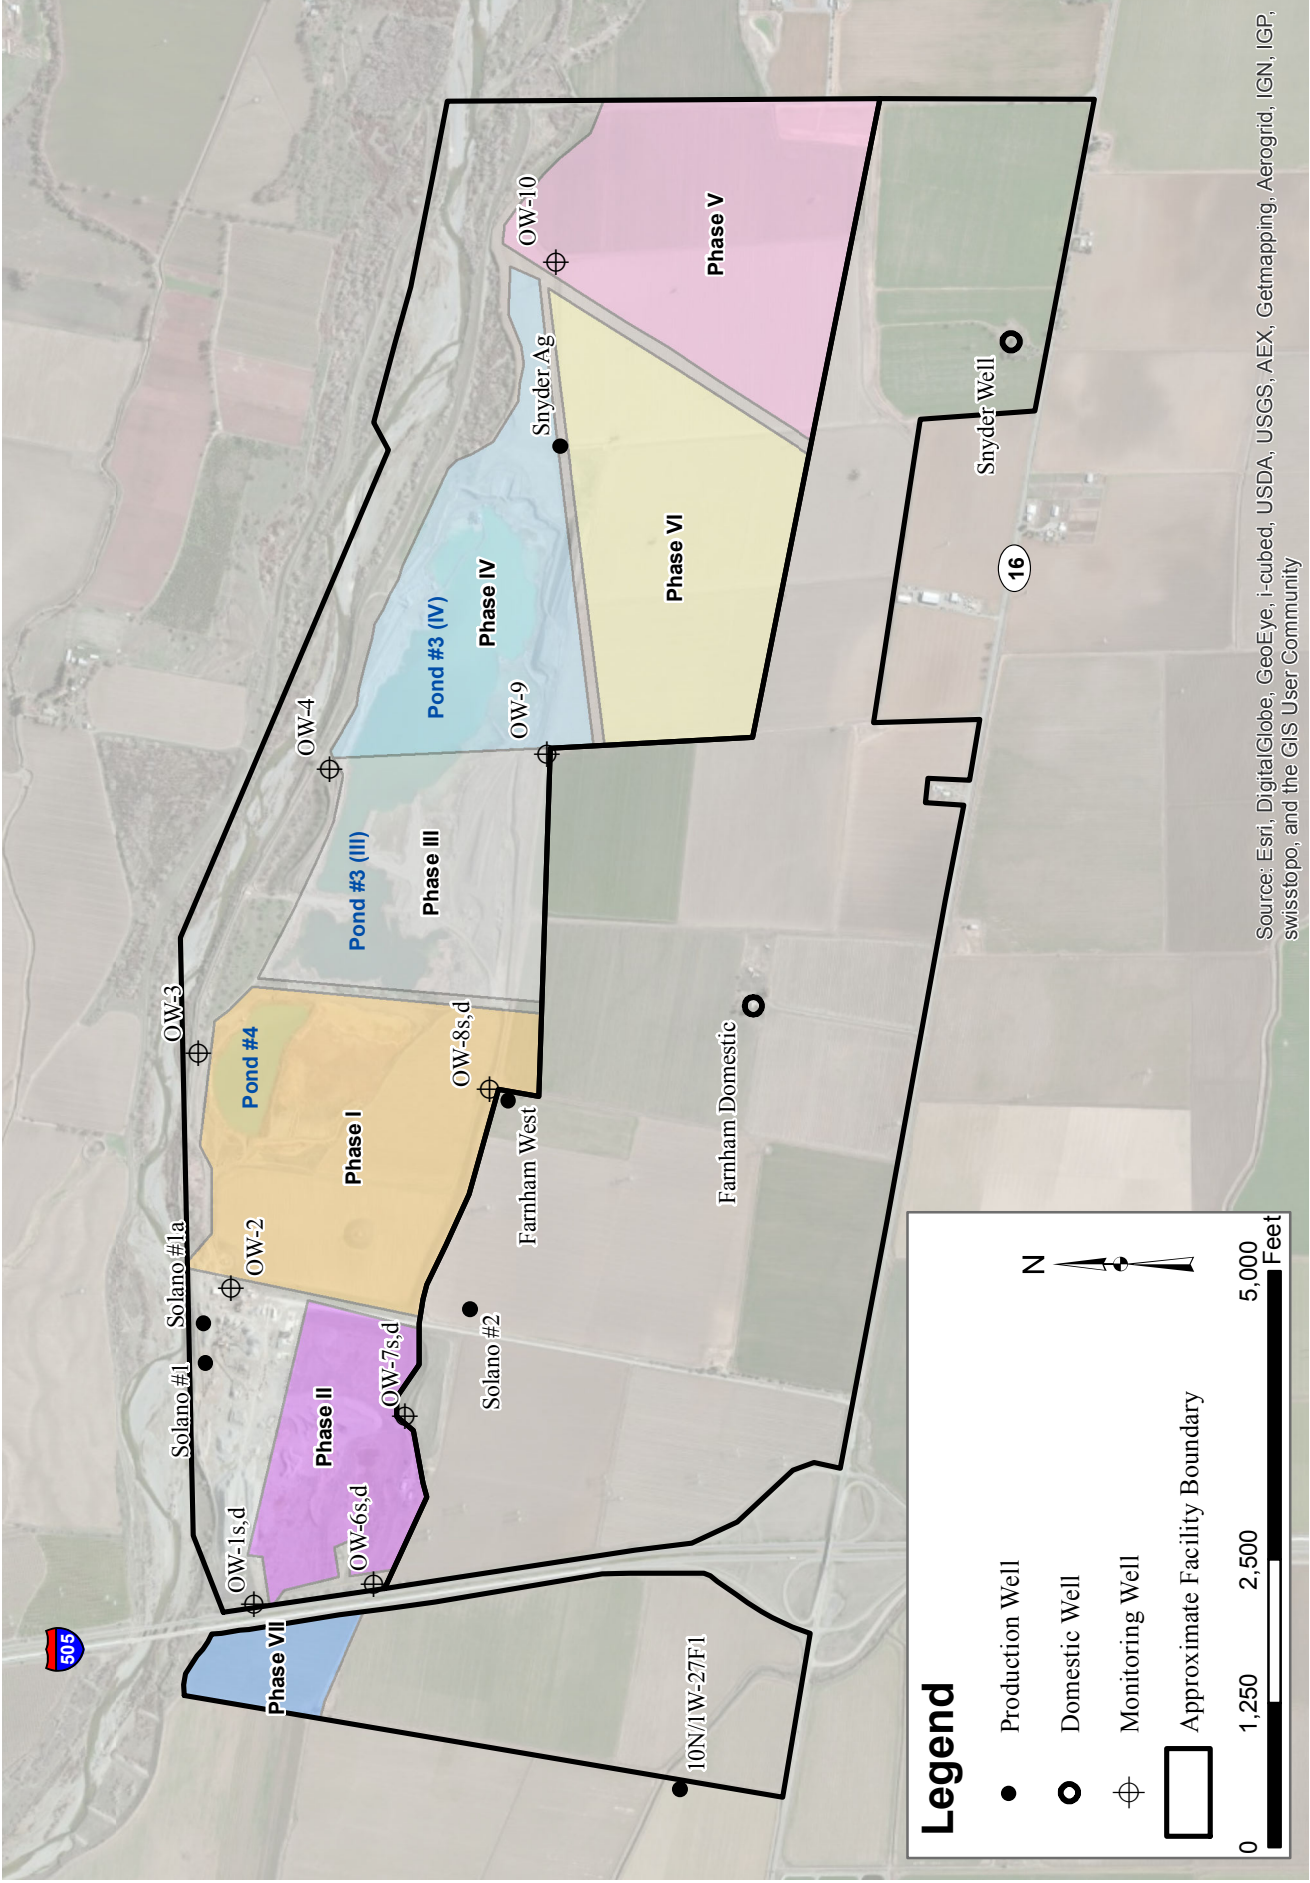 505
Solano #1
Solano #1a
OW-3
OW-1s,d
OW-2
Pond #4
OW-4
Phase VII
Phase II
Phase I
Pond #3 (III)
Pond #3 (IV)
OW-10
OW-6s,d
OW-7s,d
OW-8s,d
Phase III
Phase IV
OW-9
Snyder Ag
Solano #2
Farnham West
Phase VI
Phase V
10N/1W-27F1
Farnham Domestic
Snyder Well
16
Legend
Production Well
Domestic Well
Monitoring Well
Approximate Facility Boundary
N
0 1,250 2,500 5,000
Feet
Source: Esri, DigitalGlobe, GeoEye, i-cubed, USDA, USGS, AEX, Getmapping, Aerogrid, IGN, IGP,
swisstopo, and the GIS User Community